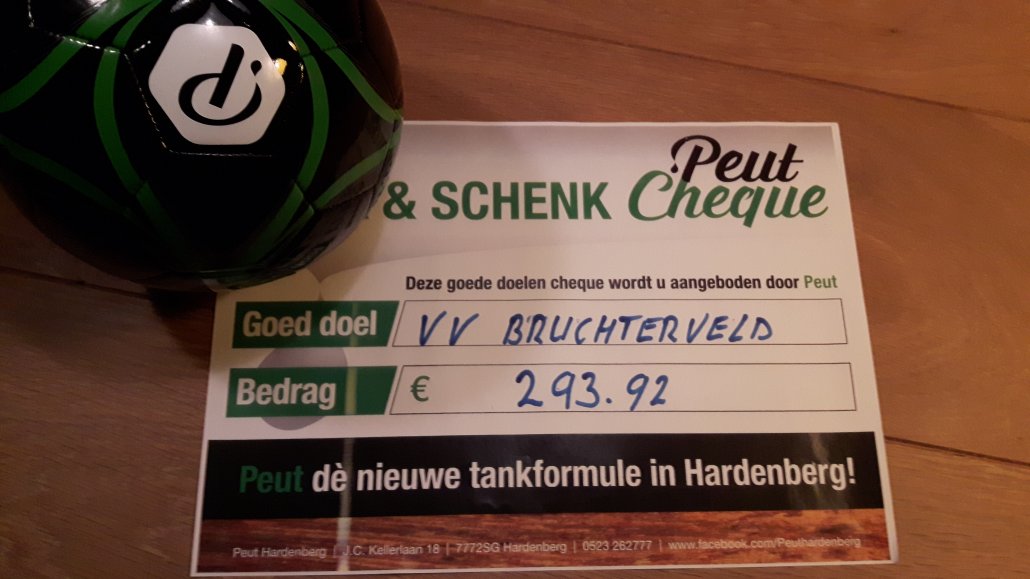 Peut
& SCHENK Cheque
Deze goede doelen cheque wordt u aangeboden door Peut
Goed doel VV BRUCHTERVELD
Bedrag € 293.92
Peut dè nieuwe tankformule in Hardenberg!
Peut Hardenberg | J.C. Kellerlaan 18 | 7772SG Hardenberg | 0523 262777 | www.facebook.com/Peuthardenberg